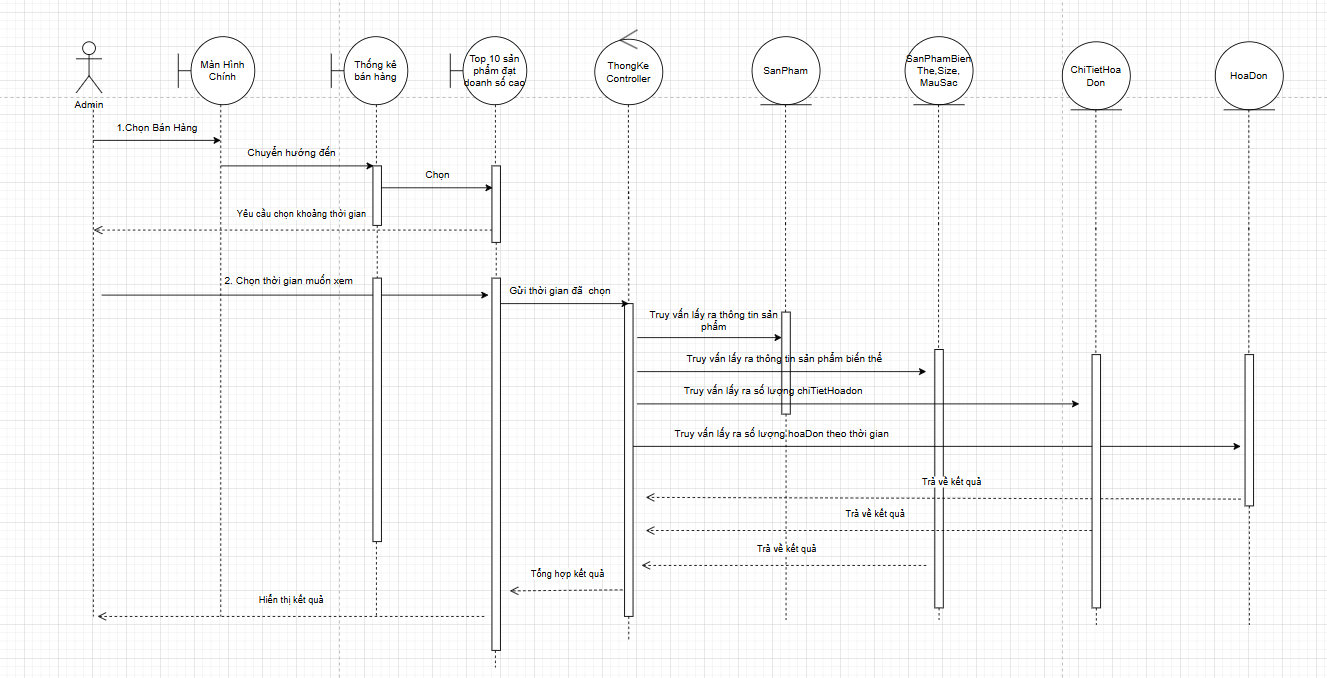 Admin
Màn Hình
Chính
Thống kê
bán hàng
Top 10 sản
phẩm đạt
doanh số cao
ThongKe
Controller
SanPham
SanPhamBien
The,Size,
MauSac
ChiTietHoa
Don
HoaDon
1.Chọn Bán Hàng
Chuyển hướng đến
Chọn
Yêu cầu chọn khoảng thời gian
2. Chọn thời gian muốn xem
Gửi thời gian đã chọn
Truy vấn lấy ra thông tin sản
phẩm
Truy vấn lấy ra thông tin sản phẩm biến thể
Truy vấn lấy ra số lượng chiTietHoadon
Truy vấn lấy ra số lượng hoaDon theo thời gian
Trả về kết quả
Trả về kết quả
Trả về kết quả
Tổng hợp kết quả
Hiển thị kết quả